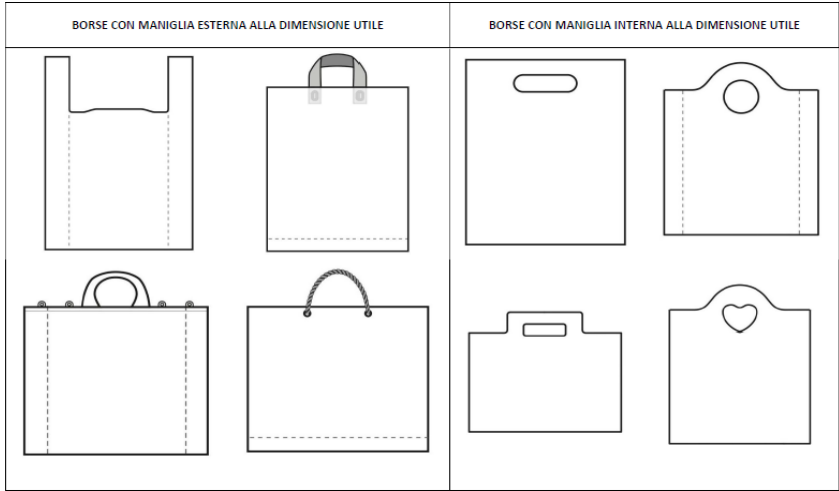 BORSE CON MANIGLIA ESTERNA ALLA DIMENSIONE UTILE
BORSE CON MANIGLIA INTERNA ALLA DIMENSIONE UTILE